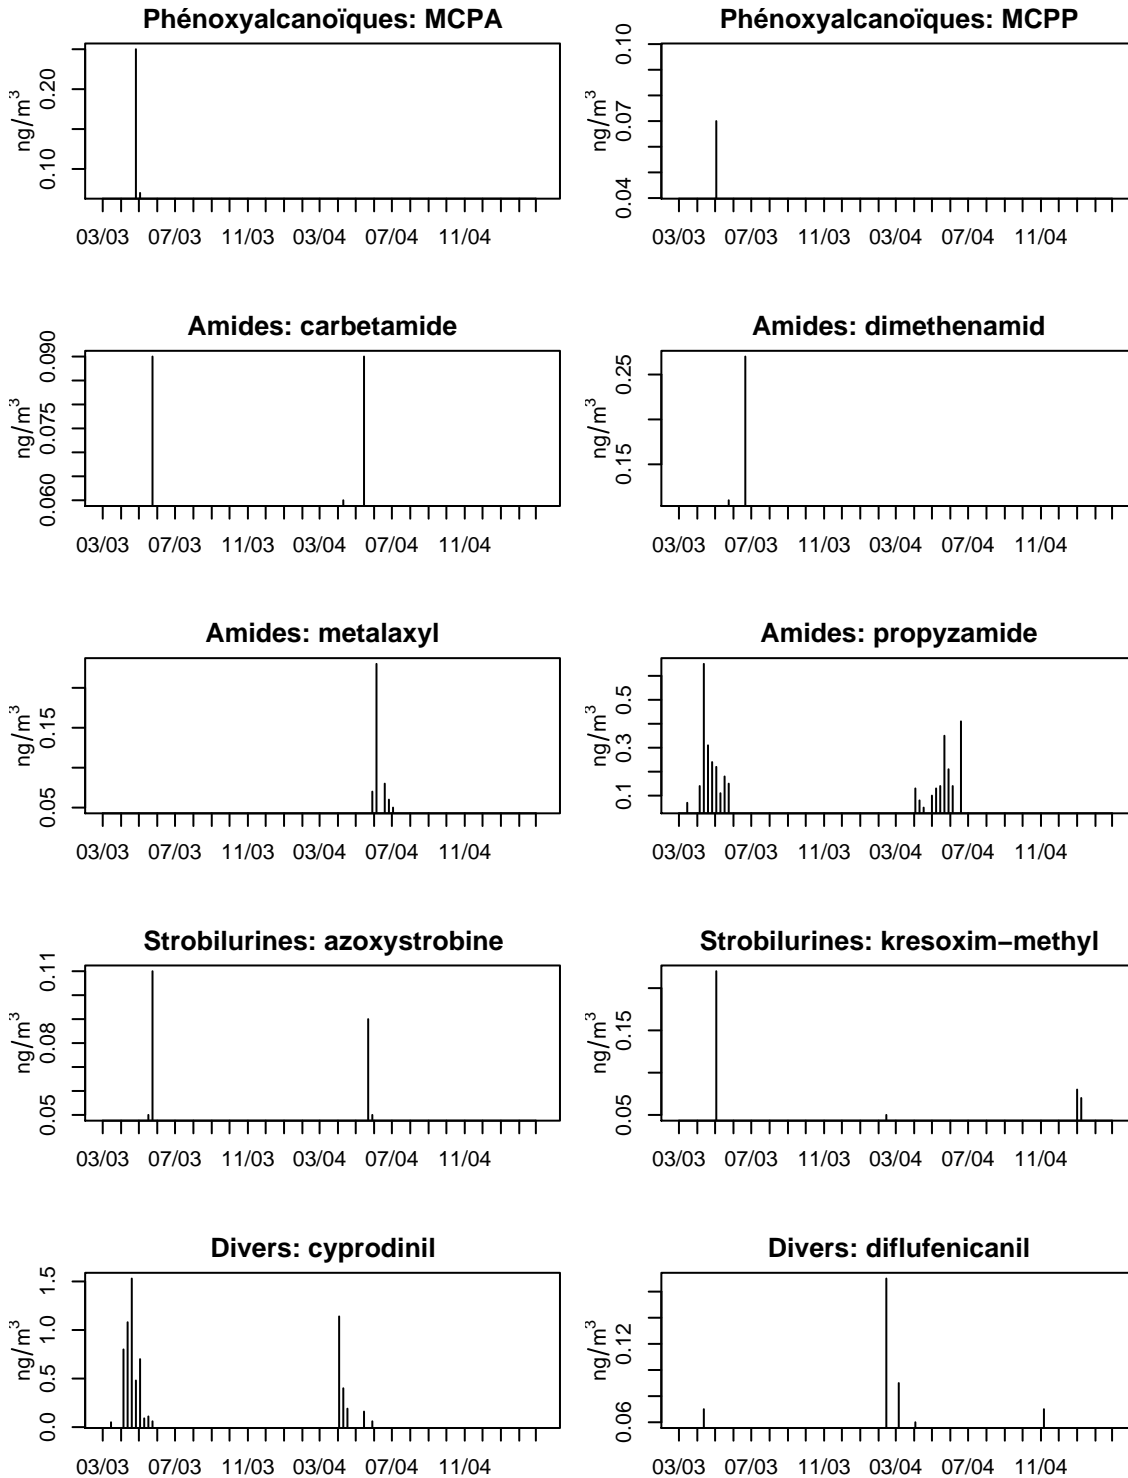 Phénoxyalcanoïques: MCPA
ng/m³
0.10 0.20
03/03 07/03 11/03 03/04 07/04 11/04
Phénoxyalcanoïques: MCPP
ng/m³
0.04 0.07 0.10
03/03 07/03 11/03 03/04 07/04 11/04
Amides: carbetamide
ng/m³
0.060 0.075 0.090
03/03 07/03 11/03 03/04 07/04 11/04
Amides: dimethenamid
ng/m³
0.15 0.25
03/03 07/03 11/03 03/04 07/04 11/04
Amides: metalaxyl
ng/m³
0.05 0.15
03/03 07/03 11/03 03/04 07/04 11/04
Amides: propyzamide
ng/m³
0.1 0.3 0.5
03/03 07/03 11/03 03/04 07/04 11/04
Strobilurines: azoxystrobine
ng/m³
0.05 0.08 0.11
03/03 07/03 11/03 03/04 07/04 11/04
Strobilurines: kresoxim−methyl
ng/m³
0.05 0.15
03/03 07/03 11/03 03/04 07/04 11/04
Divers: cyprodinil
ng/m³
0.0 0.5 1.0 1.5
03/03 07/03 11/03 03/04 07/04 11/04
Divers: diflufenicanil
ng/m³
0.06 0.12
03/03 07/03 11/03 03/04 07/04 11/04